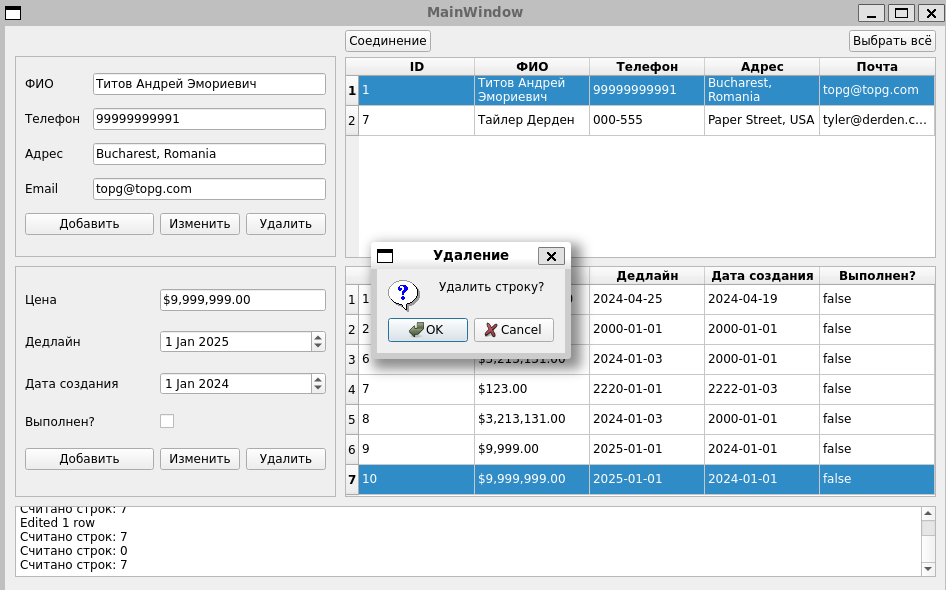 MainWindow
Соединение
Выбрать всё
ФИО
Титов Андрей Эмориевич
Телефон
99999999991
Адрес
Bucharest, Romania
Email
topg@topg.com
Добавить Изменить Удалить
ID ФИО Телефон Адрес Почта
1 1 Титов Андрей Эмориевич 99999999991 Bucharest, Romania topg@topg.com
2 7 Тайлер Дерден 000-555 Paper Street, USA tyler@derden.c...
Удаление
Удалить строку?
OK Cancel
Цена
$9,999,999.00
Дедлайн
1 Jan 2025
Дата создания
1 Jan 2024
Выполнен?
Добавить Изменить Удалить
Дедлайн Дата создания Выполнен?
1 1 2024-04-25 2024-04-19 false
2 2 2000-01-01 2000-01-01 false
3 6 $3,213,131.00 2024-01-03 2000-01-01 false
4 7 $123.00 2220-01-01 2222-01-03 false
5 8 $3,213,131.00 2024-01-03 2000-01-01 false
6 9 $9,999.00 2025-01-01 2024-01-01 false
7 10 $9,999,999.00 2025-01-01 2024-01-01 false
Считано строк: 7
Edited 1 row
Считано строк: 7
Считано строк: 0
Считано строк: 7